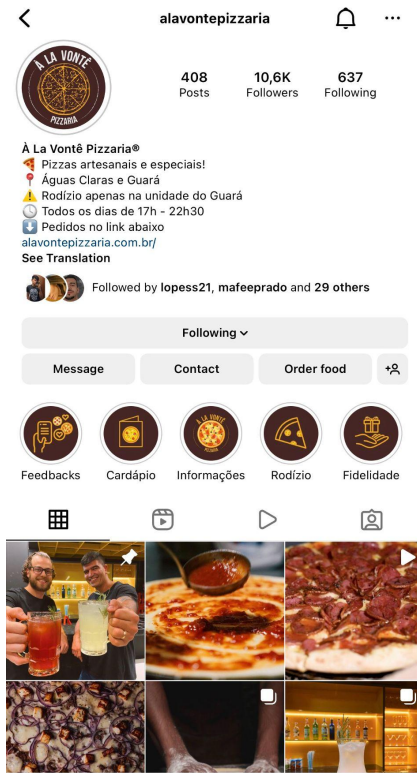 alavontepizzaria
À LA VONTÊ
PIZZARIA
408
Posts
10,6K
Followers
637
Following
À La Vontê Pizzaria®
Pizzas artesanais e especiais!
Águas Claras e Guará
Rodízio apenas na unidade do Guará
Todos os dias de 17h - 22h30
Pedidos no link abaixo
alavontepizzaria.com.br/
See Translation
Followed by lopess21, mafeeprado and 29 others
Following
Message
Contact
Order food
À LA VONTÊ
PIZZARIA
Feedbacks
Cardápio
Informações
Rodízio
Fidelidade